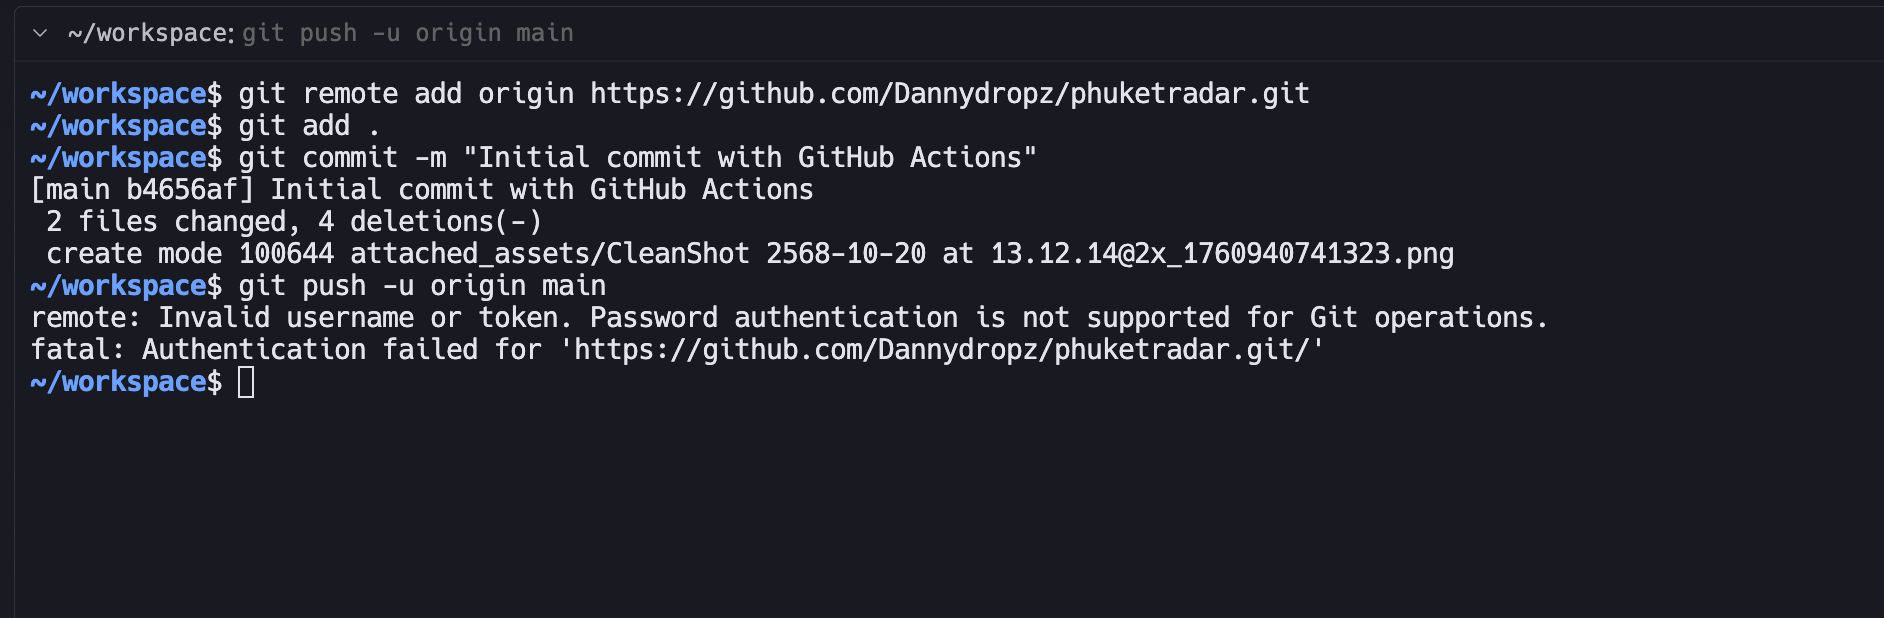 ~/workspace: git push -u origin main
~/workspace$ git remote add origin https://github.com/Dannydropz/phuketradar.git
~/workspace$ git add .
~/workspace$ git commit -m "Initial commit with GitHub Actions"
[main b4656af] Initial commit with GitHub Actions
 2 files changed, 4 deletions(-)
 create mode 100644 attached_assets/CleanShot 2568-10-20 at 13.12.14@2x_1760940741323.png
~/workspace$ git push -u origin main
remote: Invalid username or token. Password authentication is not supported for Git operations.
fatal: Authentication failed for 'https://github.com/Dannydropz/phuketradar.git/'
~/workspace$